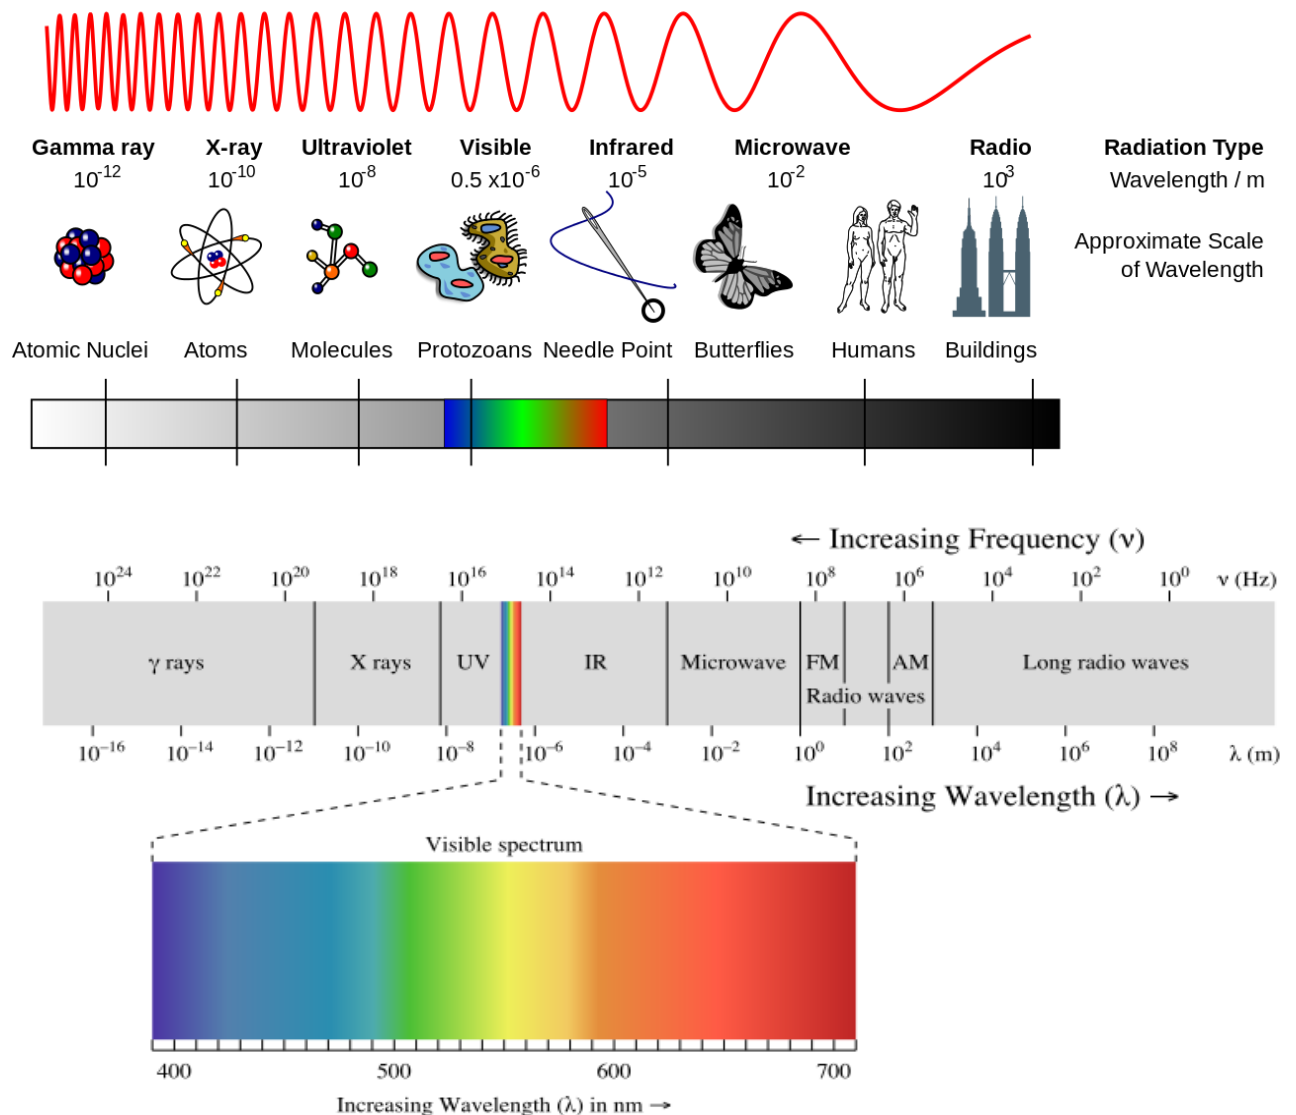 Gamma ray X-ray Ultraviolet Visible Infrared Microwave Radio Radiation Type
10⁻¹² 10⁻¹⁰ 10⁻⁸ 0.5 x10⁻⁶ 10⁻⁵ 10⁻² 10³ Wavelength / m
Approximate Scale
of Wavelength
Atomic Nuclei Atoms Molecules Protozoans Needle Point Butterflies Humans Buildings
← Increasing Frequency (ν)
10²⁴ 10²² 10²⁰ 10¹⁸ 10¹⁶ 10¹⁴ 10¹² 10¹⁰ 10⁸ 10⁶ 10⁴ 10² 10⁰ ν (Hz)
γ rays X rays UV IR Microwave FM AM Long radio waves
Radio waves
10⁻¹⁶ 10⁻¹⁴ 10⁻¹² 10⁻¹⁰ 10⁻⁸ 10⁻⁶ 10⁻⁴ 10⁻² 10⁰ 10² 10⁴ 10⁶ 10⁸ λ (m)
Increasing Wavelength (λ) →
Visible spectrum
400 500 600 700
Increasing Wavelength (λ) in nm →